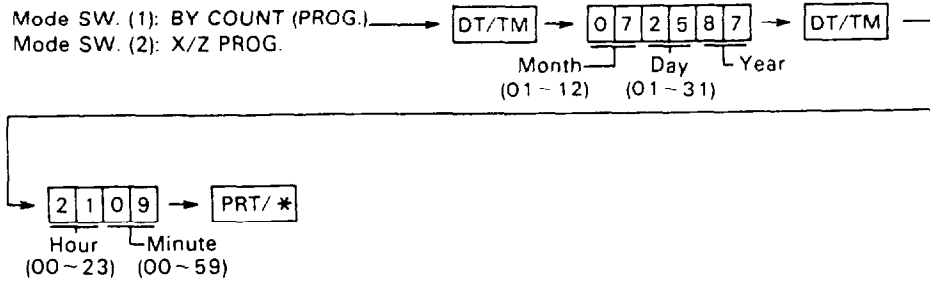 Mode SW. (1): BY COUNT (PROG.) DT/TM 0 7 2 5 8 7 DT/TM
Mode SW. (2): X/Z PROG.
Month Day Year
(01~12) (01~31)
2 1 0 9 PRT/*
Hour Minute
(00~23) (00~59)